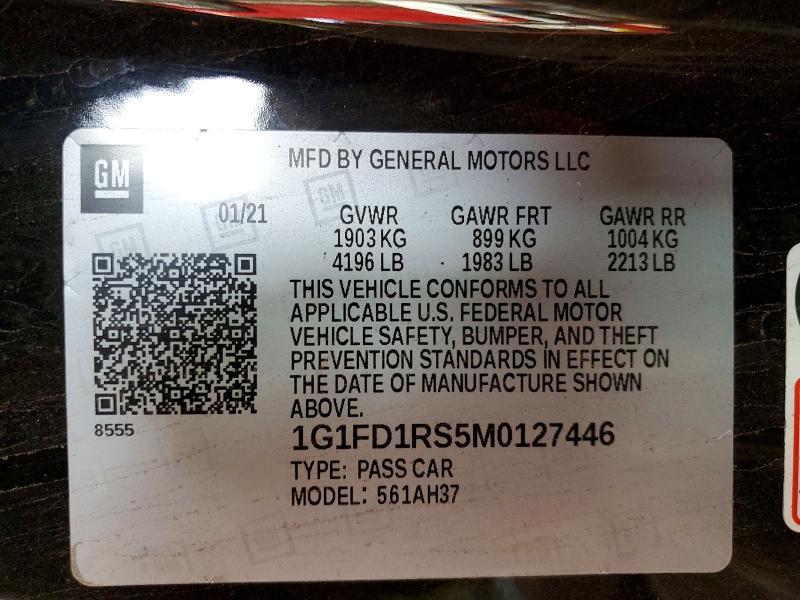 GM
MFD BY GENERAL MOTORS LLC
01/21 GVWR GAWR FRT GAWR RR
1903 KG 899 KG 1004 KG
4196 LB 1983 LB 2213 LB
THIS VEHICLE CONFORMS TO ALL
APPLICABLE U.S. FEDERAL MOTOR
VEHICLE SAFETY, BUMPER, AND THEFT
PREVENTION STANDARDS IN EFFECT ON
THE DATE OF MANUFACTURE SHOWN
ABOVE.
8555
1G1FD1RS5M0127446
TYPE: PASS CAR
MODEL: 561AH37